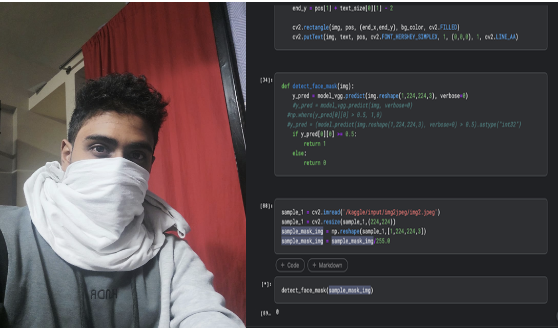 end_y = pos[1] + text_size[0][1] - 2
cv2.rectangle(img, pos, (end_x,end_y), bg_color, cv2.FILLED)
cv2.putText(img, text, pos, cv2.FONT_HERSHEY_SIMPLEX, 1, (0,0,0), 1, cv2.LINE_AA)
def detect_face_mask(img):
y_pred = model_vgg.predict(img.reshape(1,224,224,3), verbose=0)
#y_pred = model_vgg.predict(img, verbose=0)
#np.where(y_pred[0][0] > 0.5, 1,0)
#y_pred = (model_vgg.predict(img.reshape(1,224,224,3), verbose=0) > 0.5).astype("int32")
if y_pred[0][0] >= 0.5:
return 1
else:
return 0
sample_1 = cv2.imread('/kaggle/input/img2jpeg/img2.jpeg')
sample_1 = cv2.resize(sample_1,(224,224))
sample_mask_img = np.reshape(sample_1,[1,224,224,3])
sample_mask_img = sample_mask_img/255.0
+ Code + Markdown
[*]: detect_face_mask(sample_mask_img)
0